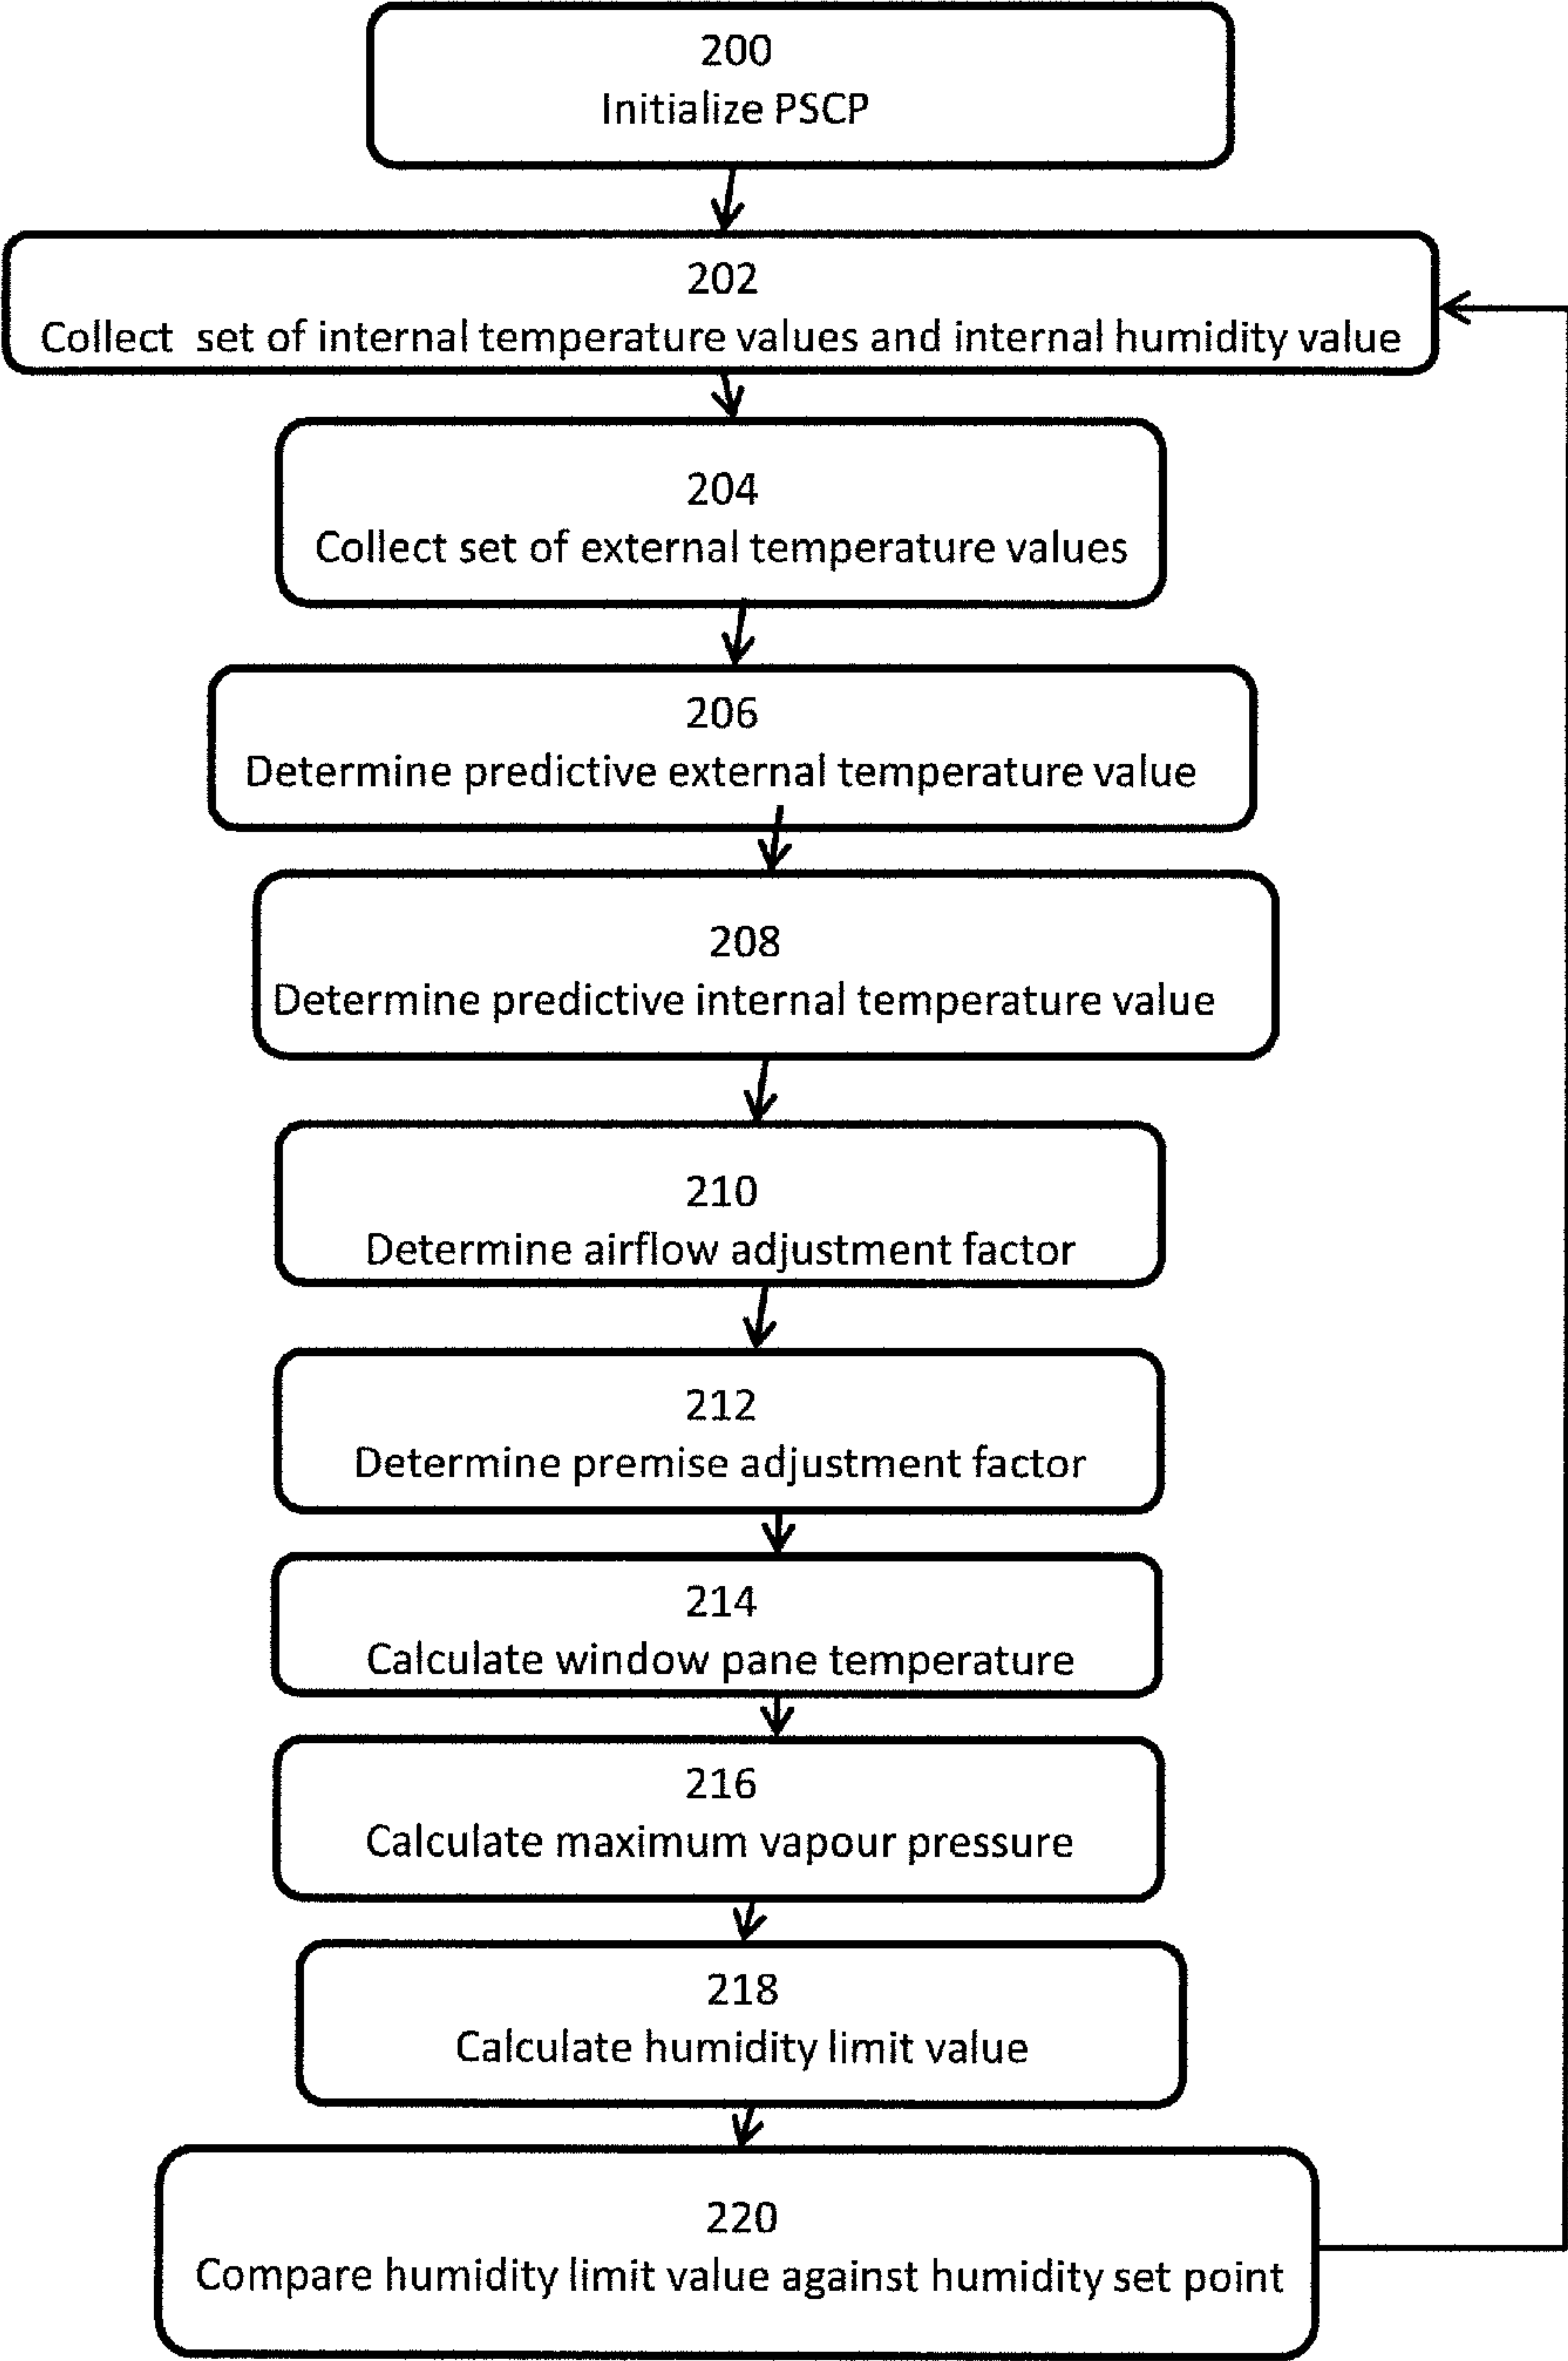 200
Initialize PSCP
202
Collect set of internal temperature values and internal humidity value
204
Collect set of external temperature values
206
Determine predictive external temperature value
208
Determine predictive internal temperature value
210
Determine airflow adjustment factor
212
Determine premise adjustment factor
214
Calculate window pane temperature
216
Calculate maximum vapour pressure
218
Calculate humidity limit value
220
Compare humidity limit value against humidity set point